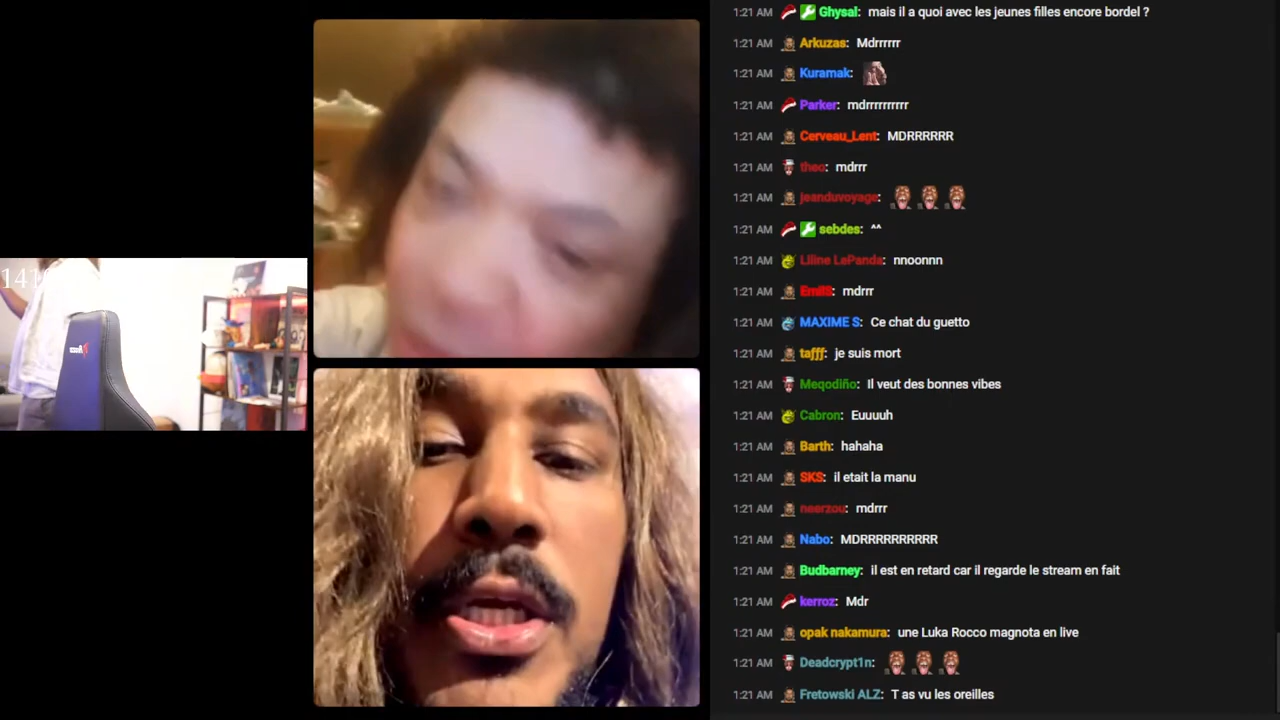 141
1:21 AM Ghysal: mais il a quoi avec les jeunes filles encore bordel ?
1:21 AM Arkuzas: Mdrrrrrr
1:21 AM Kuramak:
1:21 AM Parker: mdrrrrrrrrrr
1:21 AM Cerveau_Lent: MDRRRRRR
1:21 AM theo: mdrrr
1:21 AM jeanduvoyage:
1:21 AM sebdes: ^^
1:21 AM Liline LaPanda: nnoonnn
1:21 AM EmilS: mdrrr
1:21 AM MAXIME S: Ce chat du guetto
1:21 AM taƒƒƒ: je suis mort
1:21 AM Meqodiño: Il veut des bonnes vibes
1:21 AM Cabron: Euuuuh
1:21 AM Barth: hahaha
1:21 AM SKS: il etait la manu
1:21 AM neerzou: mdrrr
1:21 AM Nabo: MDRRRRRRRRRR
1:21 AM Budbarney: il est en retard car il regarde le stream en fait
1:21 AM kerroz: Mdr
1:21 AM opak nakamura: une Luka Rocco magnota en live
1:21 AM Deadcrypt1n:
1:21 AM Fretowski ALZ: T as vu les oreilles